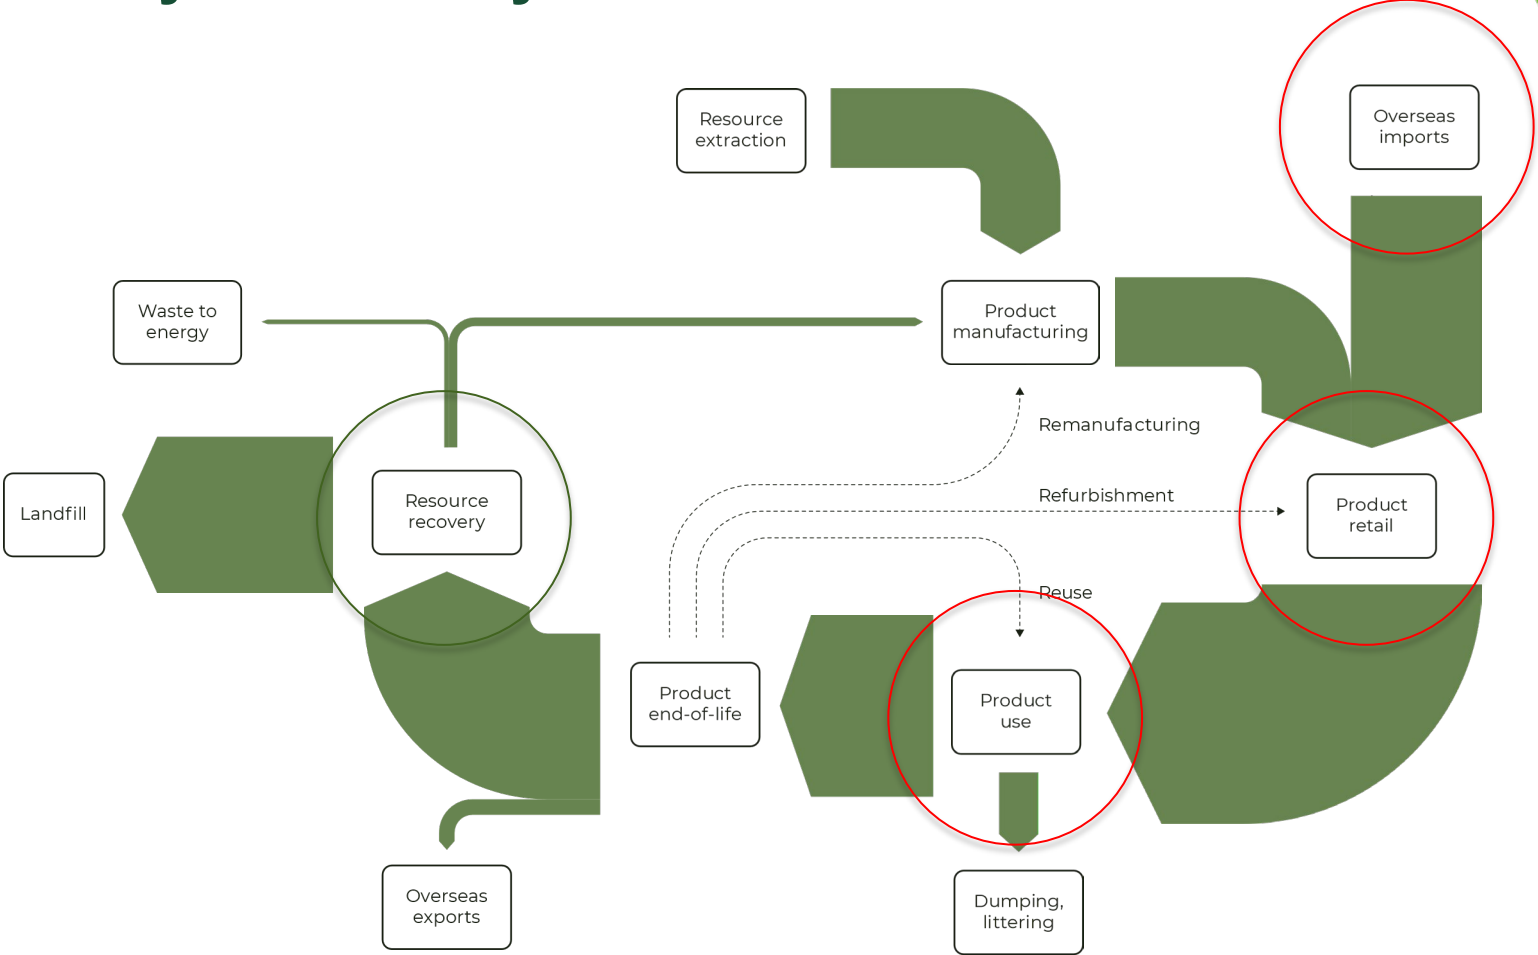 Resource
extraction
Overseas
imports
Waste to
energy
Product
manufacturing
Remanufacturing
Landfill
Resource
recovery
Refurbishment
Product
retail
Reuse
Product
end-of-life
Product
use
Overseas
exports
Dumping,
littering